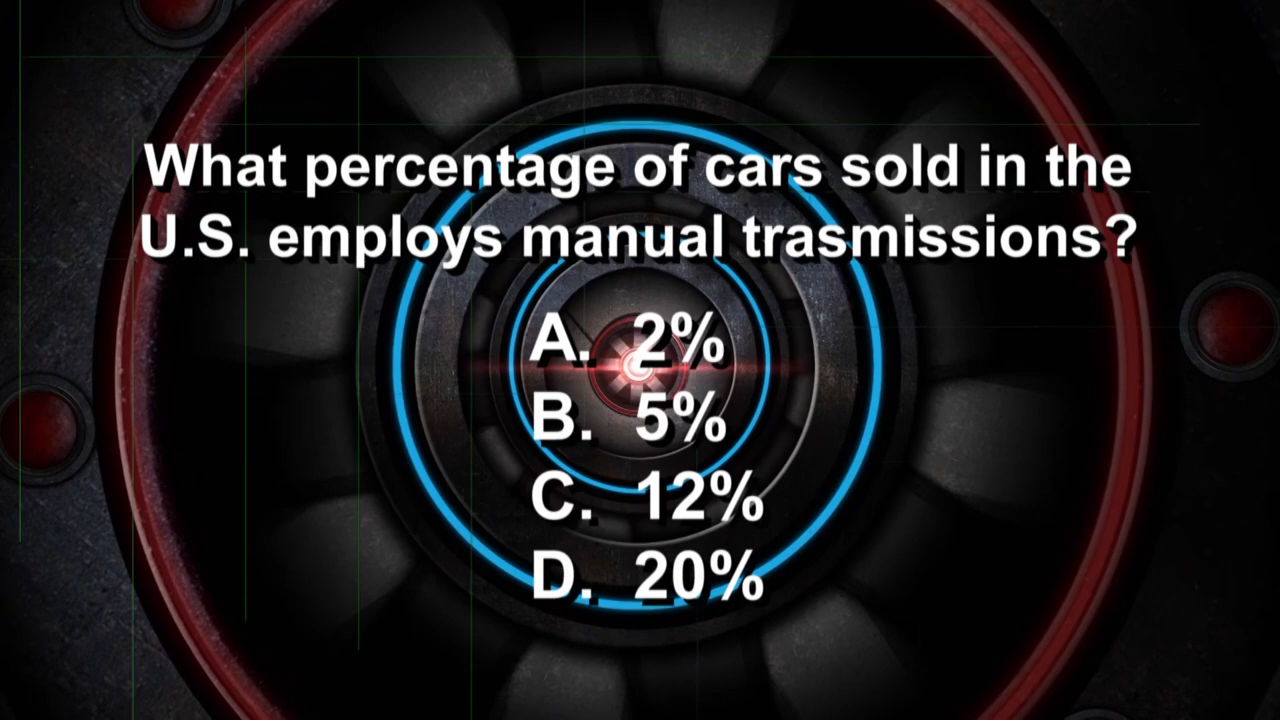 What percentage of cars sold in the
U.S. employs manual trasmissions?
A. 2%
B. 5%
C. 12%
D. 20%